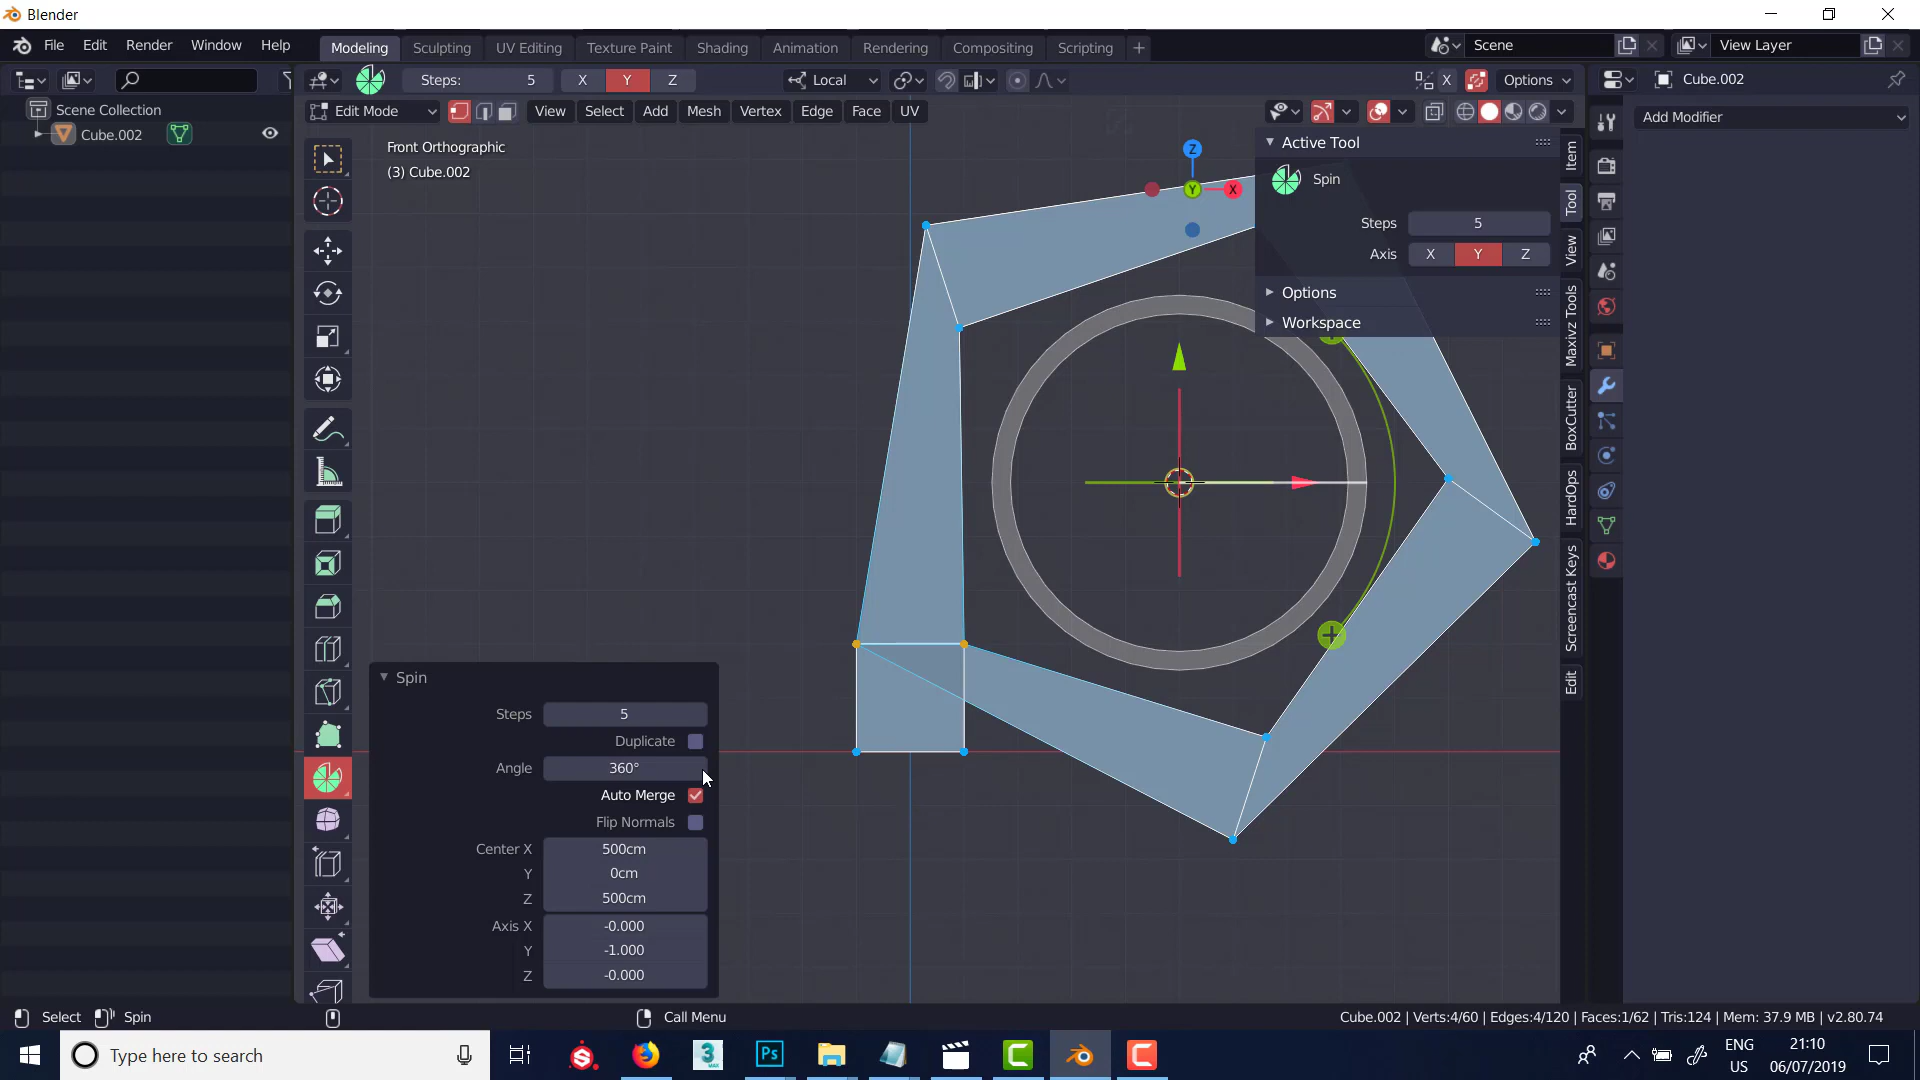 Blender
File Edit Render Window Help
Modeling Sculpting UV Editing Texture Paint Shading Animation Rendering Compositing Scripting +
Scene
View Layer
Steps: 5 X Y Z
Local
X
Options
Cube.002
Scene Collection
Cube.002
Edit Mode
View Select Add Mesh Vertex Edge Face UV
Add Modifier
Front Orthographic
(3) Cube.002
Z
Y
X
Active Tool
Spin
Steps 5
Axis X Y Z
Options
Workspace
Item
Tool
View
Maxivz Tools
BoxCutter
HardOps
Screencast Keys
Edit
Spin
Steps 5
Duplicate
Angle 360°
Auto Merge
Flip Normals
Center X 500cm
Y 0cm
Z 500cm
Axis X -0.000
Y -1.000
Z -0.000
Select Spin
Call Menu
Cube.002 | Verts:4/60 | Edges:4/120 | Faces:1/62 | Tris:124 | Mem: 37.9 MB | v2.80.74
Type here to search
S
3
MAX
Ps
ENG
US
21:10
06/07/2019